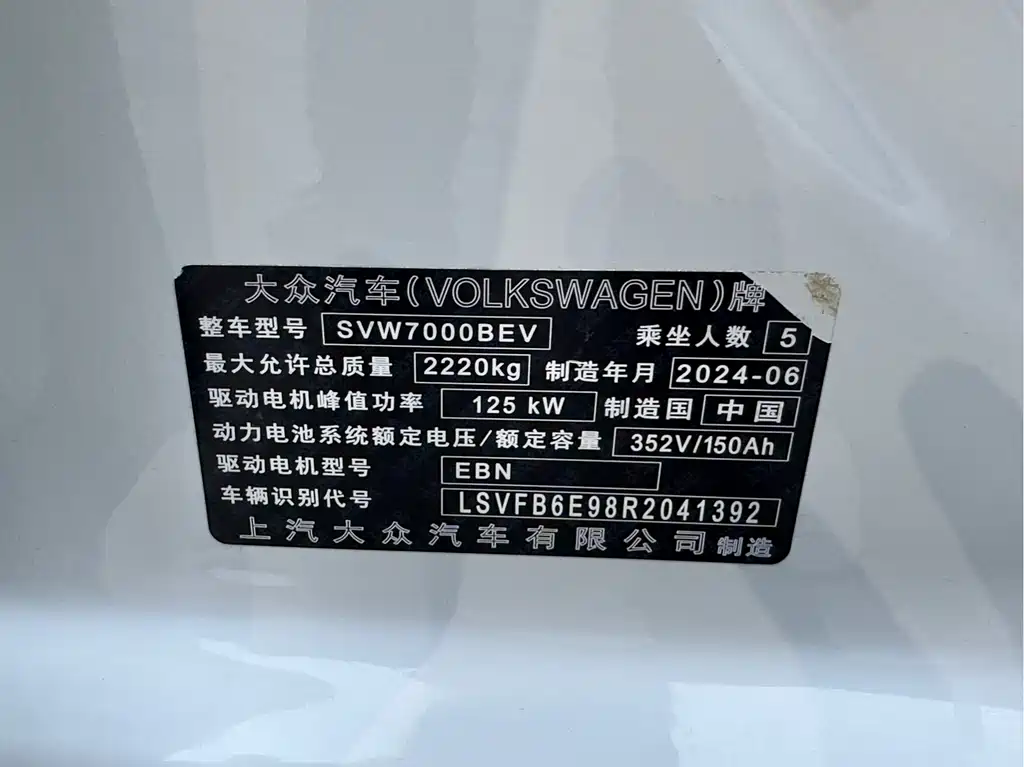 大众汽车(VOLKSWAGEN)牌
整车型号 SVW7000BEV 乘坐人数 5
最大允许总质量 2220kg 制造年月 2024-06
驱动电机峰值功率 125 kW 制造国 中国
动力电池系统额定电压/额定容量 352V/150Ah
驱动电机型号 EBN
车辆识别代号 LSVFB6E98R2041392
上汽大众汽车有限公司 制造